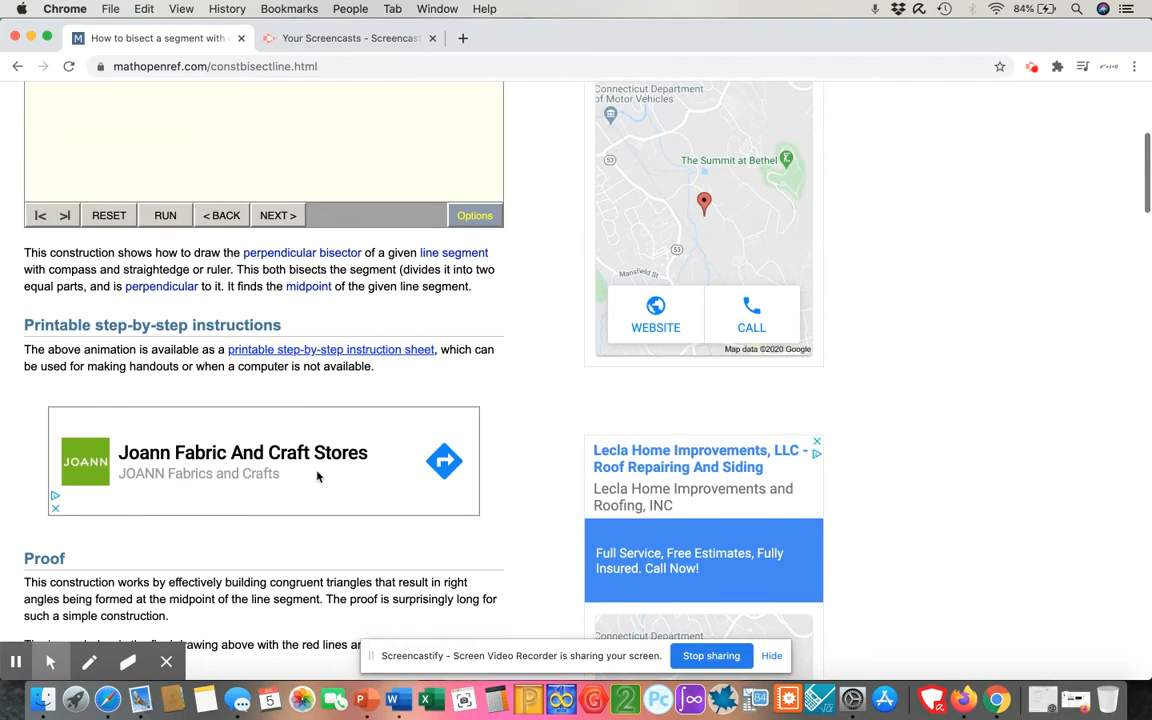 Chrome File Edit View History Bookmarks People Tab Window Help
84%
How to bisect a segment with
Your Screencasts - Screencast
mathopenref.com/constbisectline.html
RESET RUN < BACK NEXT > Options
This construction shows how to draw the perpendicular bisector of a given line segment
with compass and straightedge or ruler. This both bisects the segment (divides it into two
equal parts, and is perpendicular to it. It finds the midpoint of the given line segment.
Printable step-by-step instructions
The above animation is available as a printable step-by-step instruction sheet, which can
be used for making handouts or when a computer is not available.
JOANN
Joann Fabric And Craft Stores
JOANN Fabrics and Crafts
Proof
This construction works by effectively building congruent triangles that result in right
angles being formed at the midpoint of the line segment. The proof is surprisingly long for
such a simple construction.
drawing above with the red lines
Connecticut Department
of Motor Vehicles
53
The Summit at Bethel
53
Mansfield St
WEBSITE
CALL
Map data ©2020 Google
Lecla Home Improvements, LLC -
Roof Repairing And Siding
Lecla Home Improvements and
Roofing, INC
Full Service, Free Estimates, Fully
Insured. Call Now!
Connecticut Department
Screencastify - Screen Video Recorder is sharing your screen.
Stop sharing
Hide